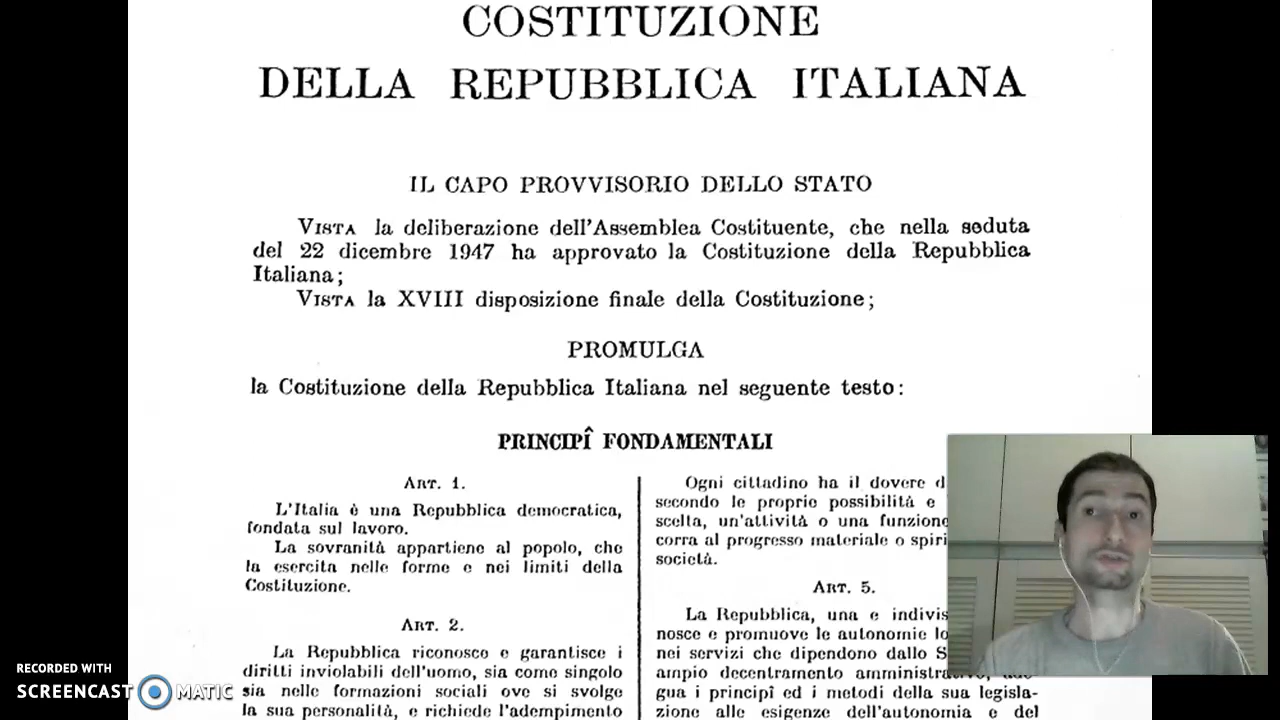 COSTITUZIONE
DELLA REPUBBLICA ITALIANA
IL CAPO PROVVISORIO DELLO STATO
VISTA la deliberazione dell'Assemblea Costituente, che nella seduta
del 22 dicembre 1947 ha approvato la Costituzione della Repubblica
Italiana;
VISTA la XVIII disposizione finale della Costituzione;
PROMULGA
la Costituzione della Repubblica Italiana nel seguente testo:
PRINCIPÎ FONDAMENTALI
ART. 1.
L'Italia è una Repubblica democratica,
fondata sul lavoro.
La sovranità appartiene al popolo, che
la esercita nelle forme e nei limiti della
Costituzione.
ART. 2.
La Repubblica riconosce e garantisce i
diritti inviolabili dell'uomo, sia come singolo
sia nelle formazioni sociali ove si svolge
la sua personalità, e richiede l'adempimento
Ogni cittadino ha il dovere d
secondo le proprie possibilità e
scelta, un'attività o una funzione
corra al progresso materiale o spiri
società.
ART. 5.
La Repubblica, una e indivis
nosce e promuove le autonomie lo
nei servizi che dipendono dallo S
ampio decentramento amministrativo; ade-
gua i principî ed i metodi della sua legisla-
zione alle esigenze dell'autonomia e del
RECORDED WITH
SCREENCAST MATIC